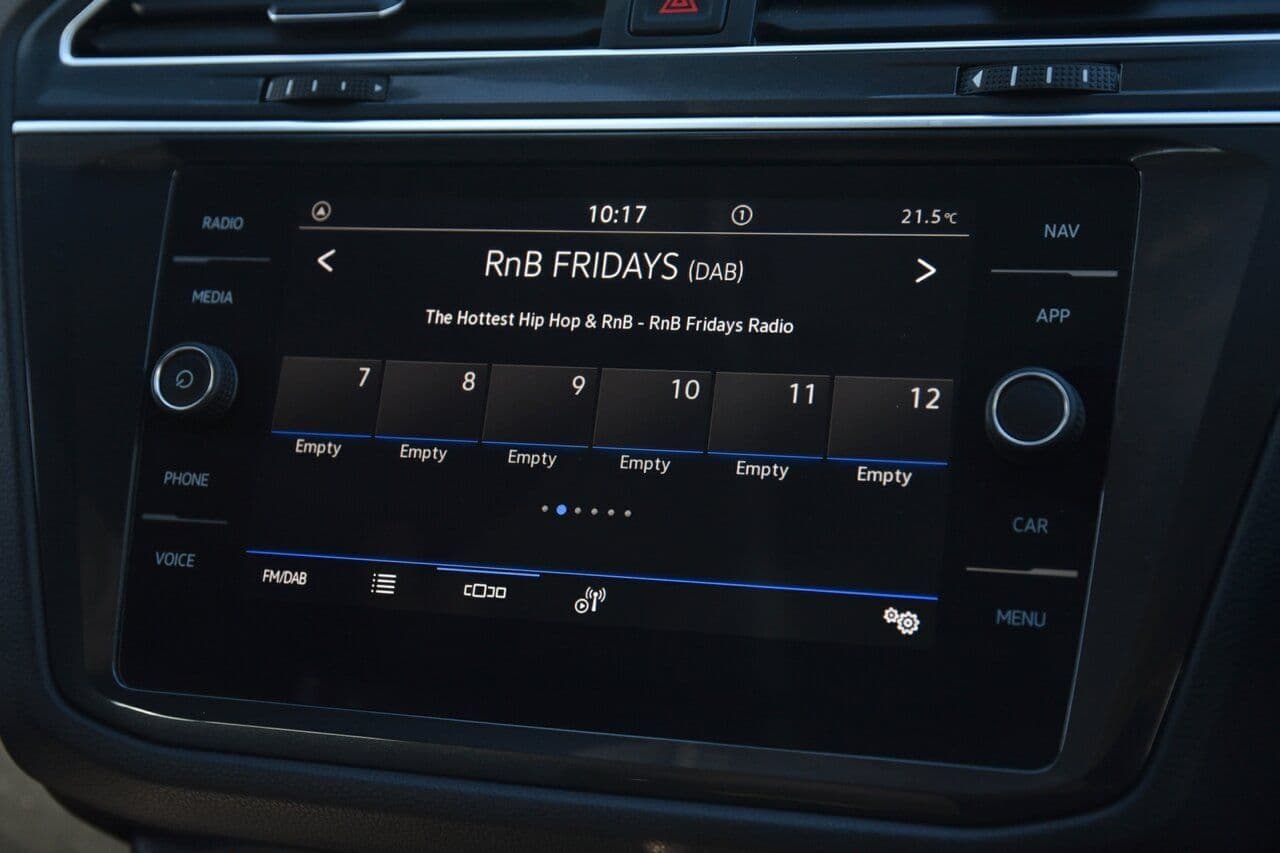 10:17 1 21.5°C
RADIO
NAV
RnB FRIDAYS (DAB)
MEDIA
APP
The Hottest Hip Hop & RnB - RnB Fridays Radio
7 8 9 10 11 12
Empty Empty Empty Empty Empty Empty
PHONE
CAR
VOICE
FM/DAB
MENU